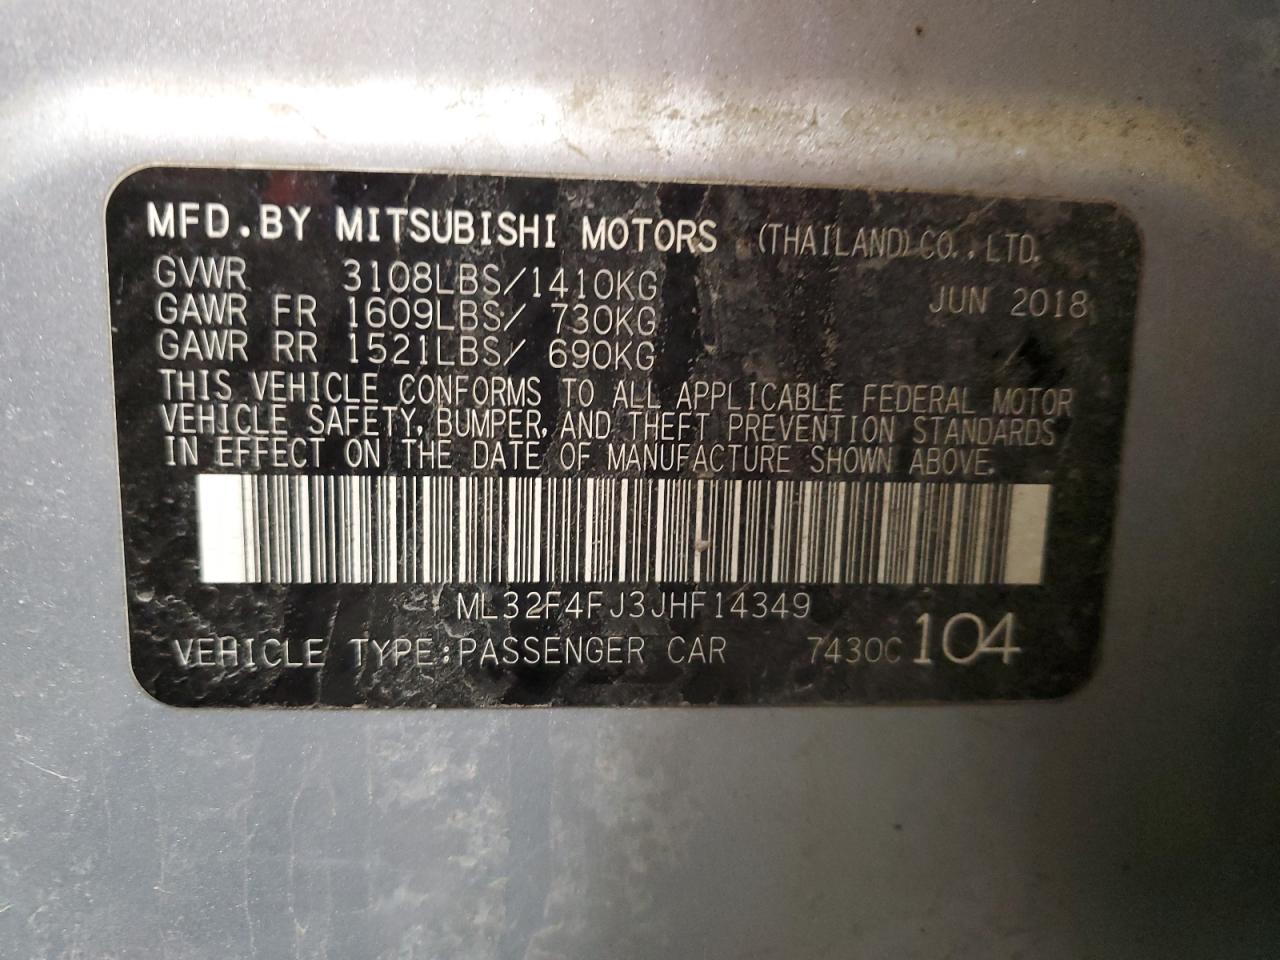 MFD.BY MITSUBISHI MOTORS (THAILAND)CO.,LTD.
GVWR 3108LBS/1410KG JUN 2018
GAWR FR 1609LBS/ 730KG
GAWR RR 1521LBS/ 690KG
THIS VEHICLE CONFORMS TO ALL APPLICABLE FEDERAL MOTOR
VEHICLE SAFETY, BUMPER, AND THEFT PREVENTION STANDARDS
IN EFFECT ON THE DATE OF MANUFACTURE SHOWN ABOVE.
ML32F4FJ3JHF14349
VEHICLE TYPE:PASSENGER CAR 7430C 104